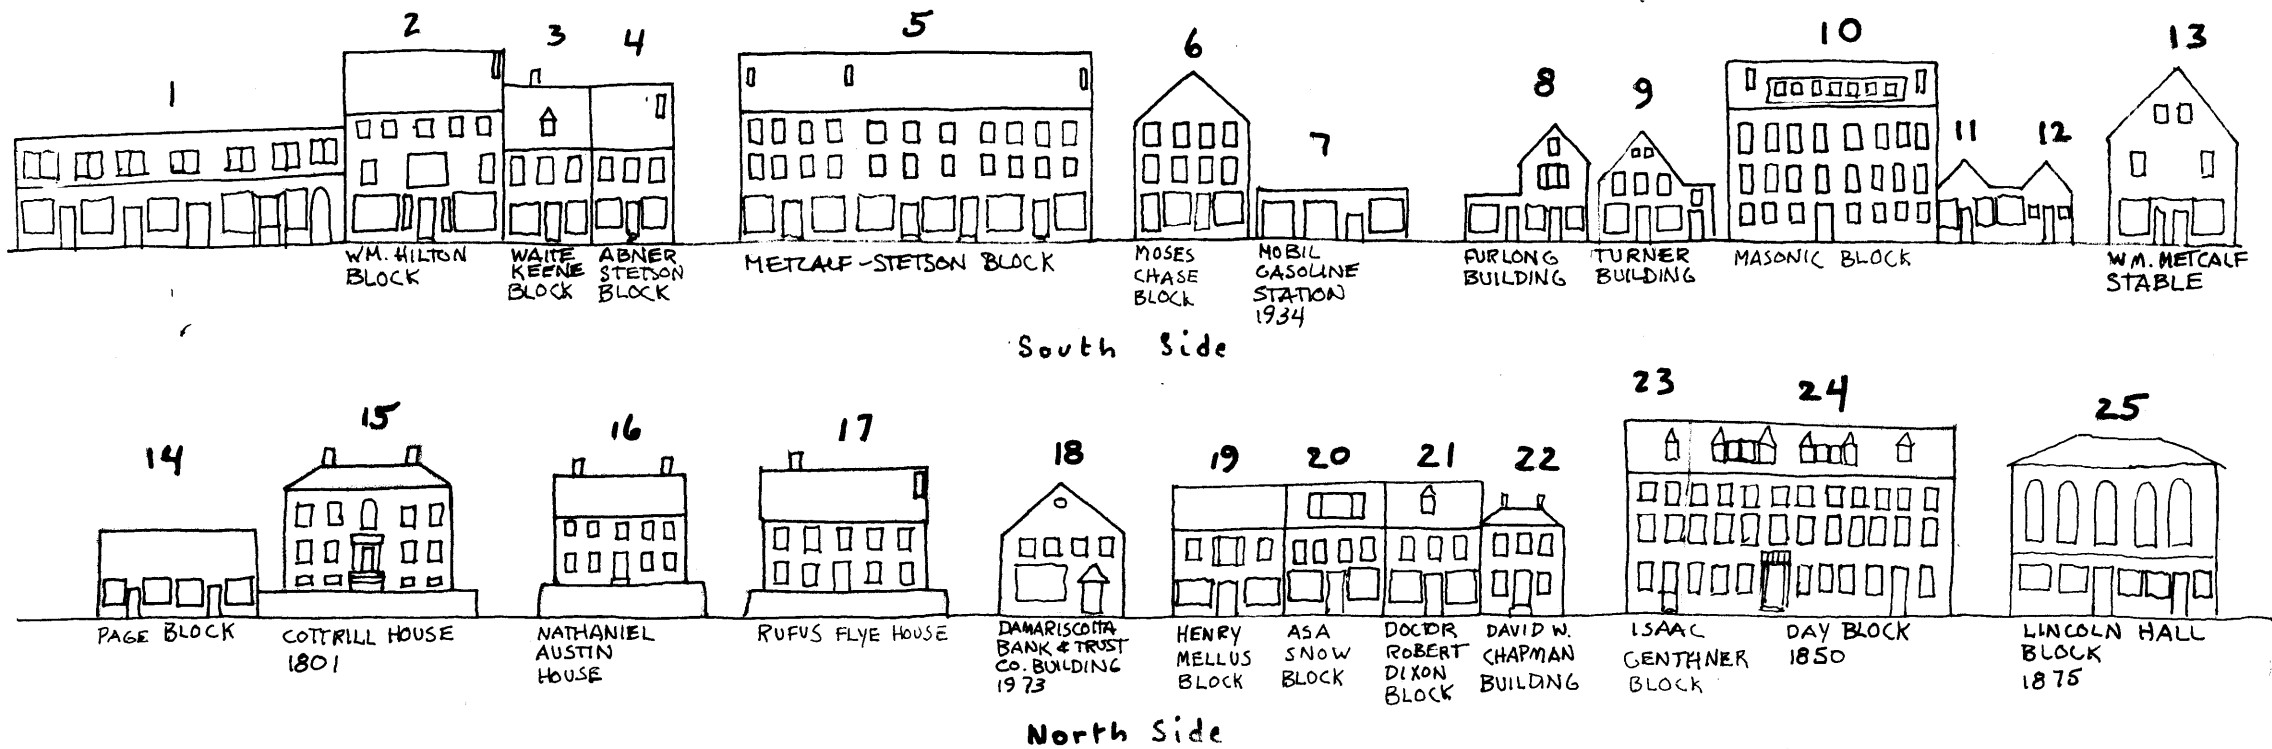 1
2
3
4
5
6
7
8
9
10
11
12
13
WM. HILTON
BLOCK
WAITE
KEENE
BLOCK
ABNER
STETSON
BLOCK
METCALF-STETSON BLOCK
MOSES
CHASE
BLOCK
MOBIL
GASOLINE
STATION
1934
FURLONG
BUILDING
TURNER
BUILDING
MASONIC BLOCK
WM. METCALF
STABLE
South Side
14
15
16
17
18
19
20
21
22
23
24
25
PAGE BLOCK
COTTRILL HOUSE
1801
NATHANIEL
AUSTIN
HOUSE
RUFUS FLYE HOUSE
DAMARISCOTTA
BANK & TRUST
CO. BUILDING
1973
HENRY
MELLUS
BLOCK
ASA
SNOW
BLOCK
DOCTOR
ROBERT
DIXON
BLOCK
DAVID W.
CHAPMAN
BUILDING
ISAAC
GENTHNER
BLOCK
DAY BLOCK
1850
LINCOLN HALL
BLOCK
1875
North Side